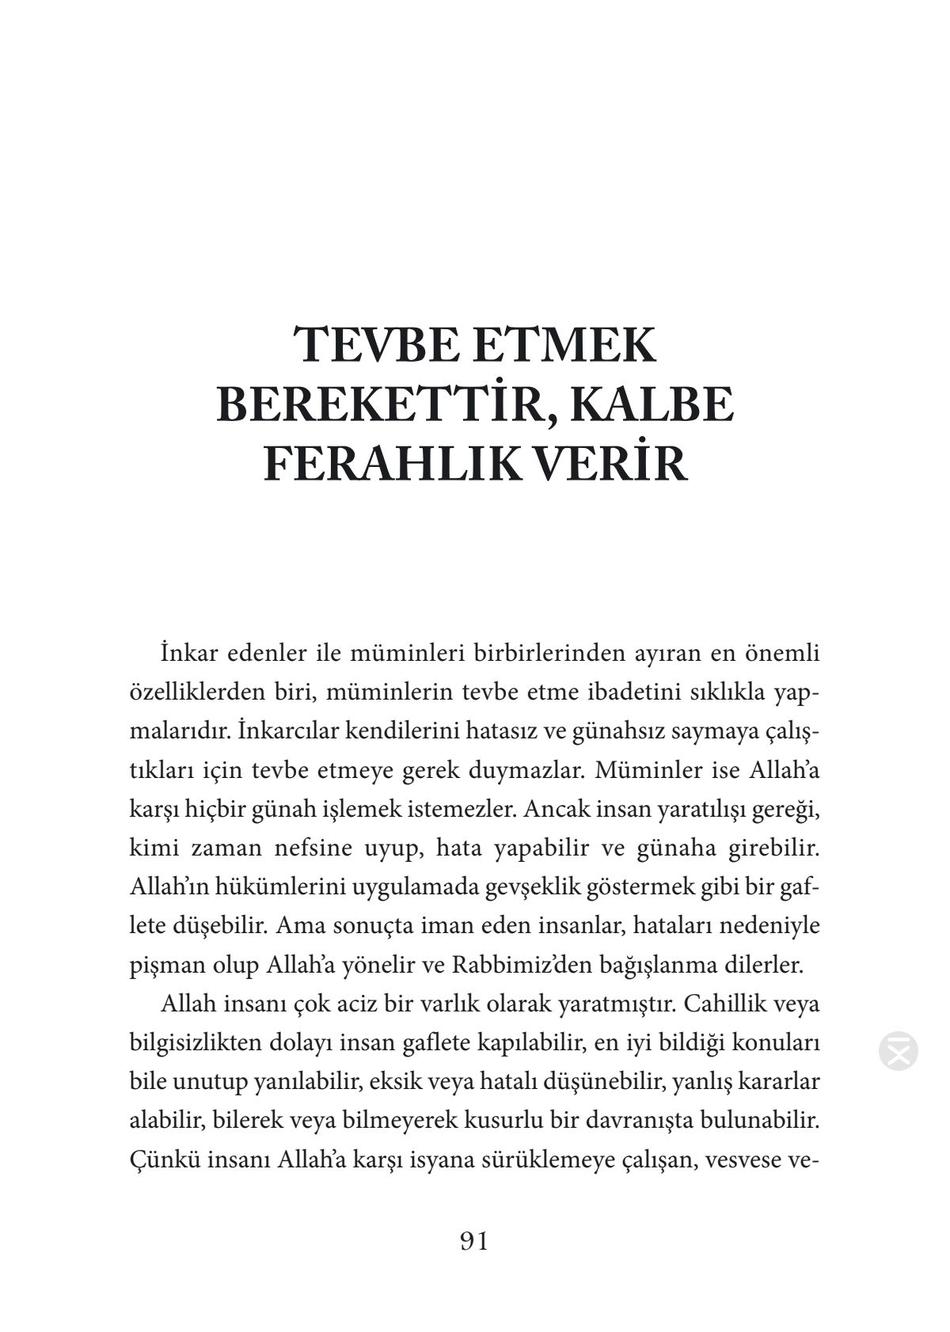 TEVBE ETMEK
BEREKETTİR, KALBE
FERAHLIK VERİR
İnkar edenler ile müminleri birbirlerinden ayıran en önemli
özelliklerden biri, müminlerin tevbe etme ibadetini sıklıkla yap-
malarıdır. İnkarcılar kendilerini hatasız ve günahsız saymaya çalış-
tıkları için tevbe etmeye gerek duymazlar. Müminler ise Allah’a
karşı hiçbir günah işlemek istemezler. Ancak insan yaratılışı gereği,
kimi zaman nefsine uyup, hata yapabilir ve günaha girebilir.
Allah’ın hükümlerini uygulamada gevşeklik göstermek gibi bir gaf-
lete düşebilir. Ama sonuçta iman eden insanlar, hataları nedeniyle
pişman olup Allah’a yönelir ve Rabbimiz’den bağışlanma dilerler.
Allah insanı çok aciz bir varlık olarak yaratmıştır. Cahillik veya
bilgisizlikten dolayı insan gaflete kapılabilir, en iyi bildiği konuları
bile unutup yanılabilir, eksik veya hatalı düşünebilir, yanlış kararlar
alabilir, bilerek veya bilmeyerek kusurlu bir davranışta bulunabilir.
Çünkü insanı Allah’a karşı isyana sürüklemeye çalışan, vesvese ve-
91